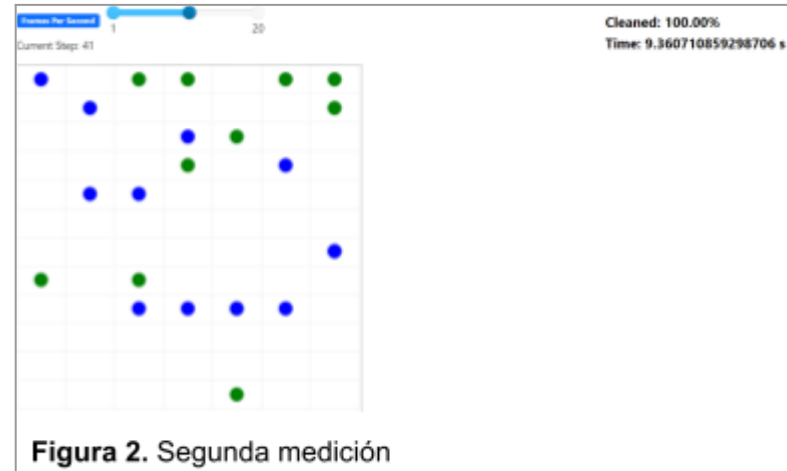 Frames Per Second
1
20
Current Step: 41
Cleaned: 100.00%
Time: 9.360710859298706 s
Figura 2. Segunda medición